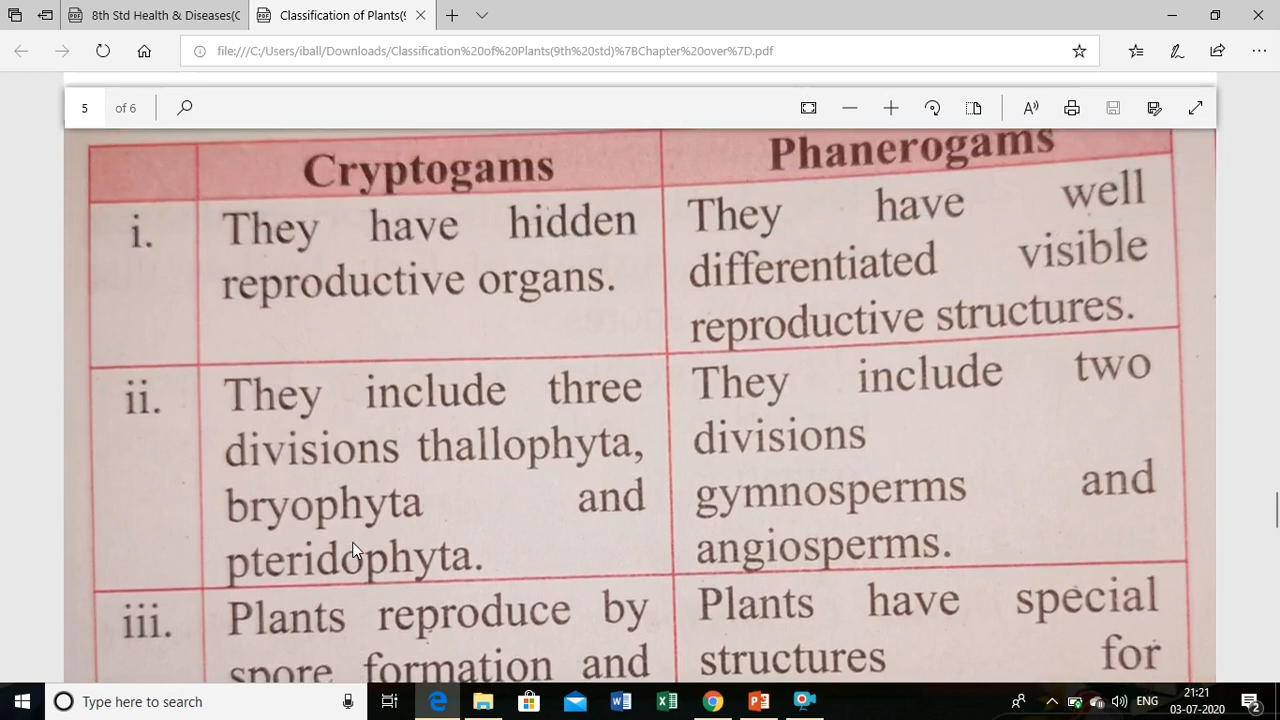 8th Std Health & Diseases(C
Classification of Plants(9
file:///C:/Users/iball/Downloads/Classification%20of%20Plants(9th%20std)%7BChapter%20over%7D.pdf
5 of 6
Cryptogams Phanerogams
i. They have hidden reproductive organs.
They have well
differentiated visible
reproductive structures.
ii. They include three
divisions thallophyta,
bryophyta and
pteridophyta.
They include two
divisions
gymnosperms and
angiosperms.
iii. Plants reproduce by
spore formation and
Plants have special
structures for
Type here to search
ENG
21:21
03-07-2020
2